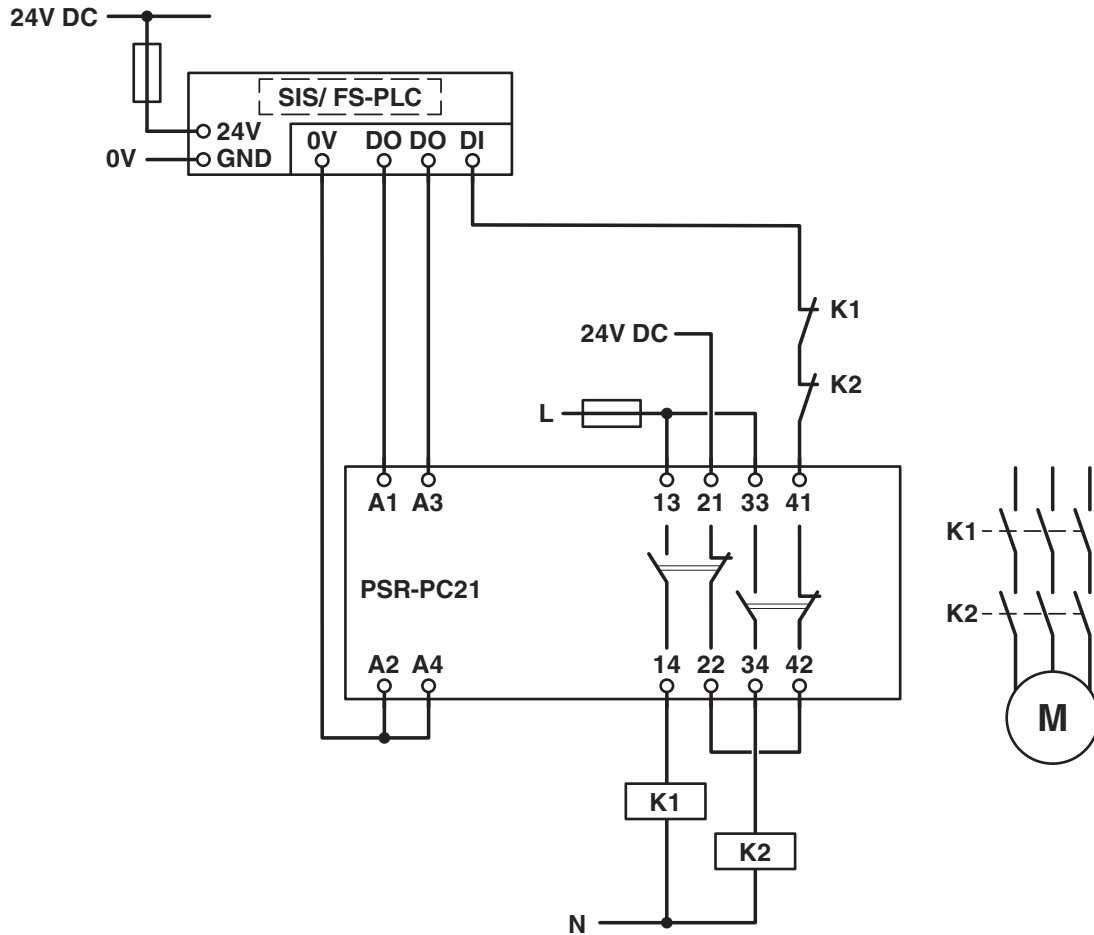 24V DC
SIS/ FS-PLC
24V
0V DO DO DI
0V GND
K1
24V DC
K2
L
A1 A3 13 21 33 41
K1
PSR-PC21
K2
A2 A4 14 22 34 42
M
K1
K2
N